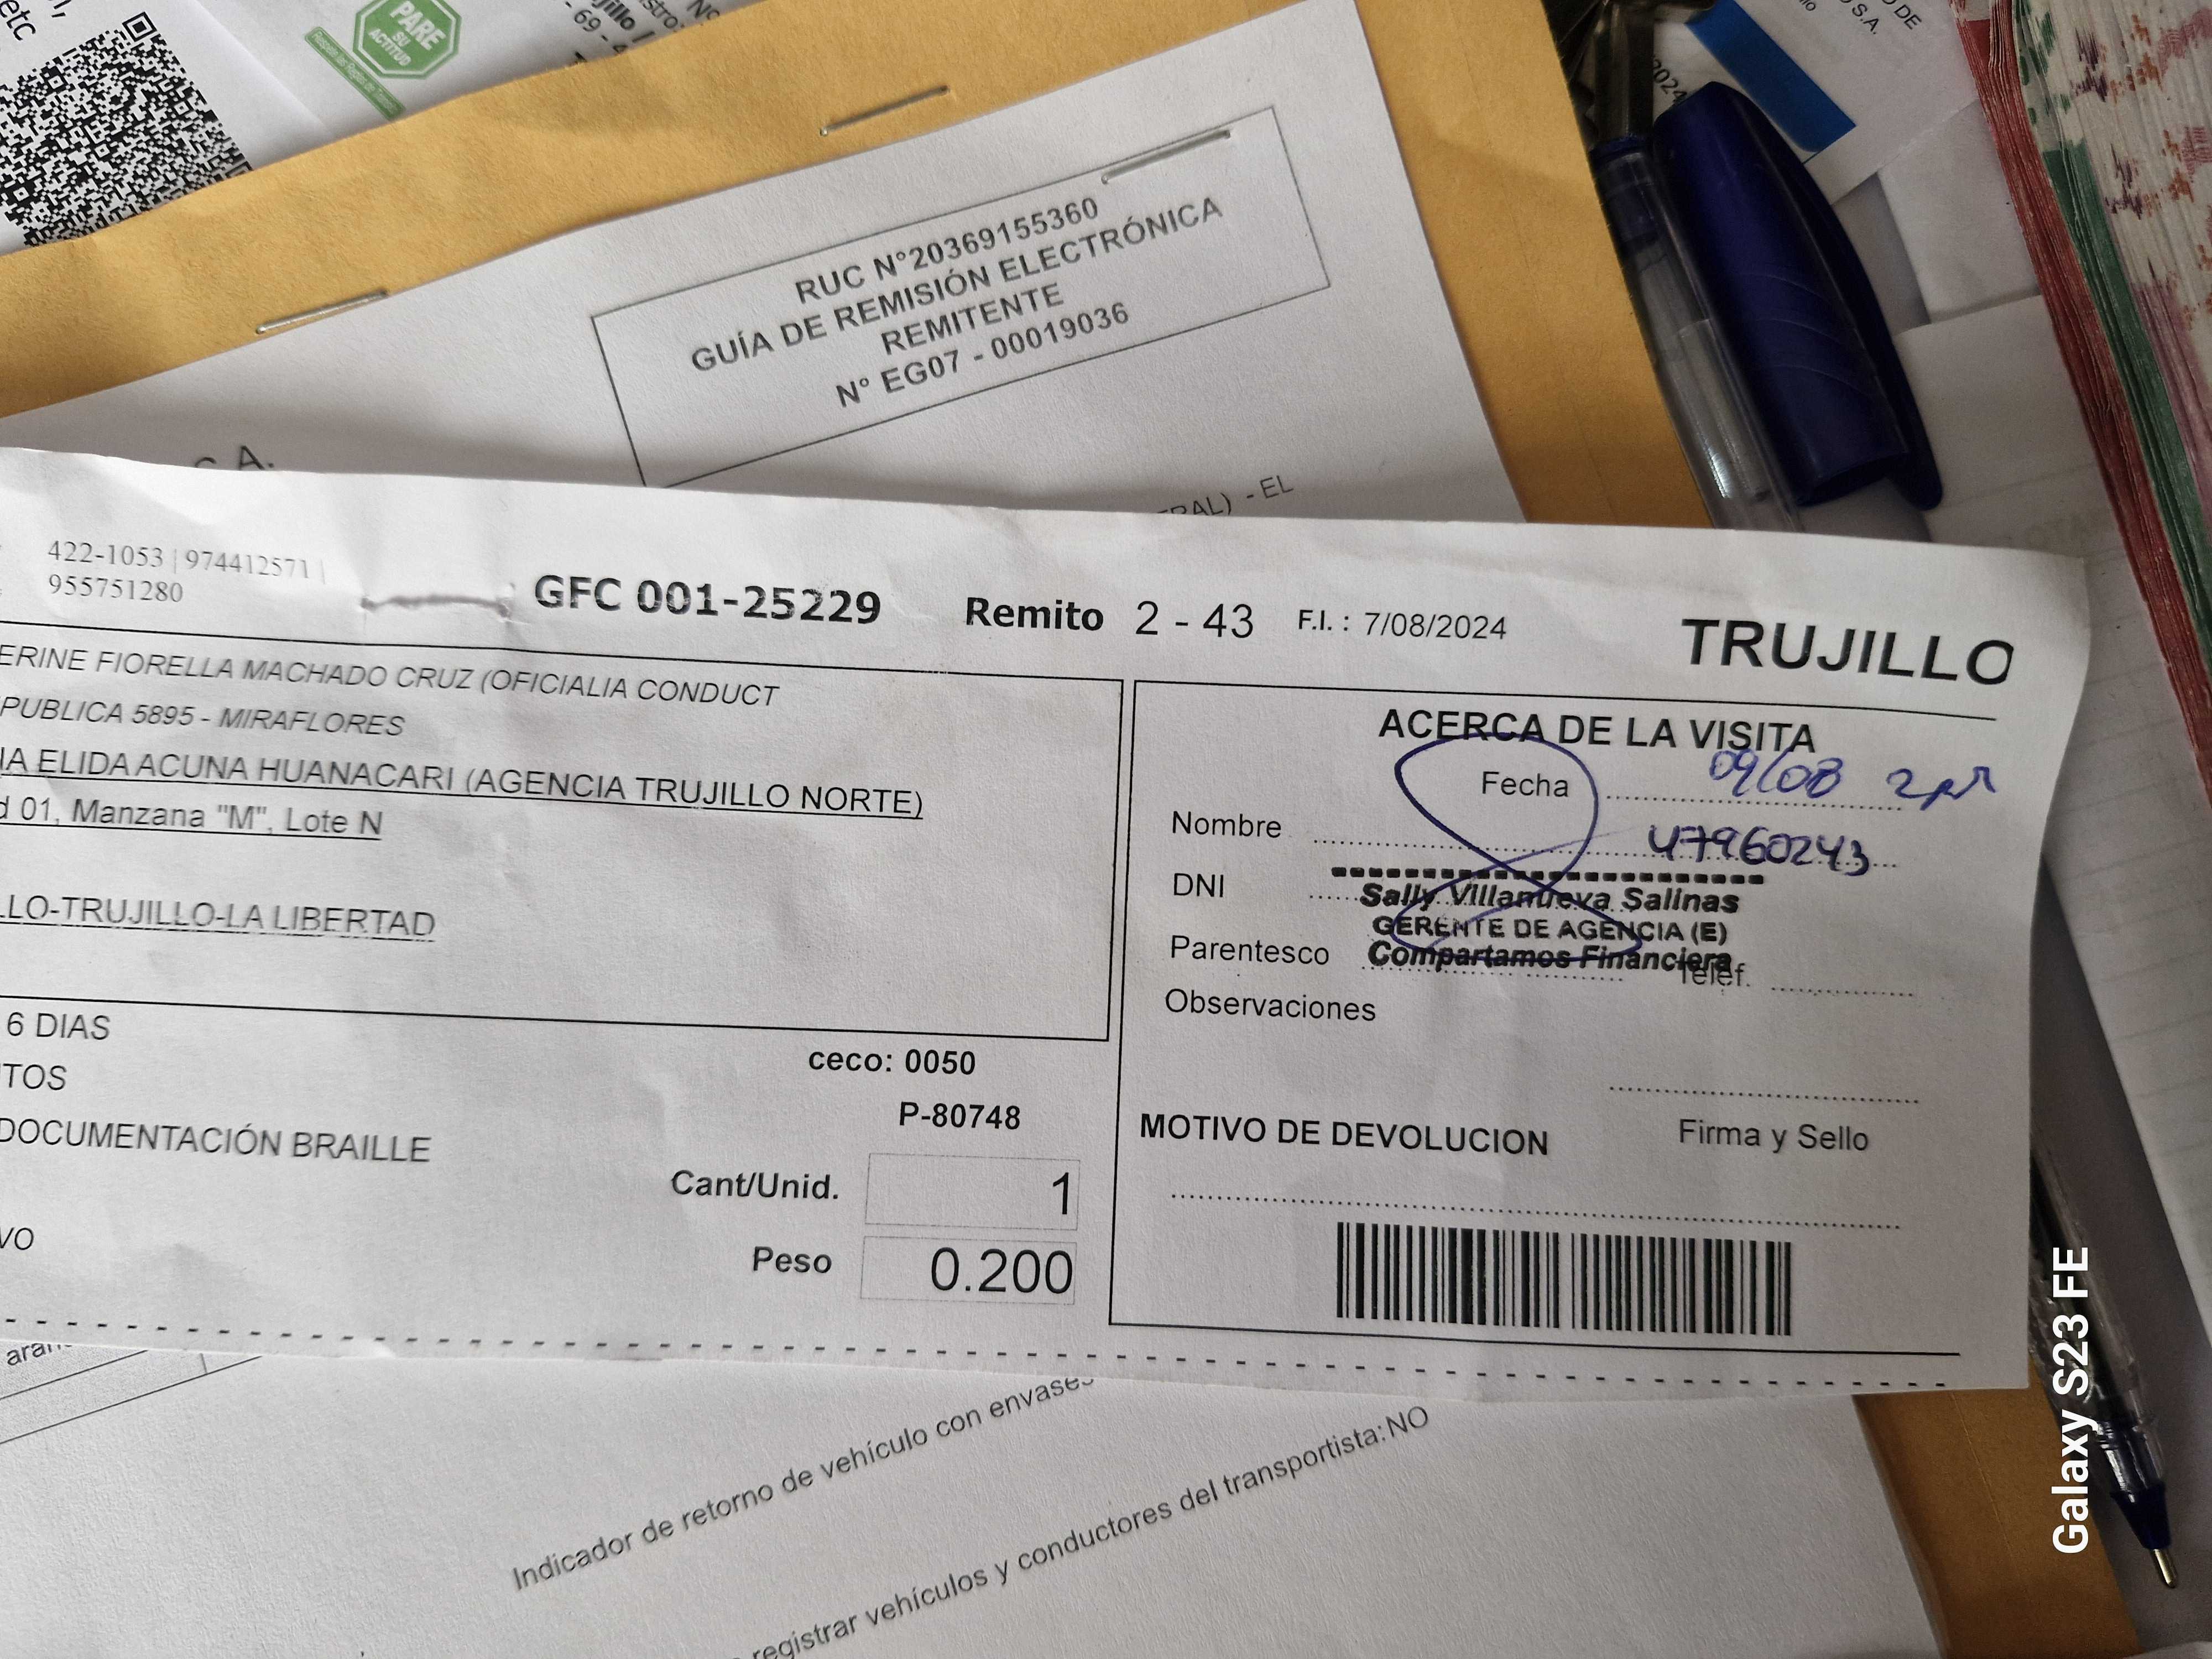 etc
PARE
SU
ACTITUD
RUC N°20369155360
GUÍA DE REMISIÓN ELECTRÓNICA
REMITENTE
N° EG07 - 00019036
C.A.
- EL
422-1053 | 974412571 |
955751280
GFC 001-25229
Remito 2 - 43
F.I. : 7/08/2024
TRUJILLO
ERINE FIORELLA MACHADO CRUZ (OFICIALIA CONDUCT
PUBLICA 5895 - MIRAFLORES
IA ELIDA ACUNA HUANACARI (AGENCIA TRUJILLO NORTE)
d 01, Manzana "M", Lote N
LLO-TRUJILLO-LA LIBERTAD
6 DIAS
TOS
DOCUMENTACIÓN BRAILLE
VO
ceco: 0050
P-80748
Cant/Unid. 1
Peso 0.200
ACERCA DE LA VISITA
Fecha 09/08
Nombre 47960243
DNI
Sally Villanueva Salinas
GERENTE DE AGENCIA (E)
Parentesco Compartamos Financiera
Telef.
Observaciones
Firma y Sello
MOTIVO DE DEVOLUCION
Indicador de retorno de vehículo con envases
registrar vehículos y conductores del transportista:NO
Galaxy S23 FE